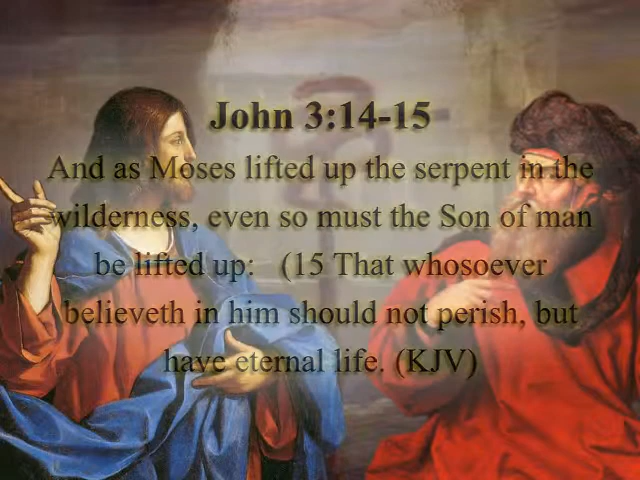 John 3:14-15
And as Moses lifted up the serpent in the
wilderness, even so must the Son of man
be lifted up: (15 That whosoever
believeth in him should not perish, but
have eternal life. (KJV)